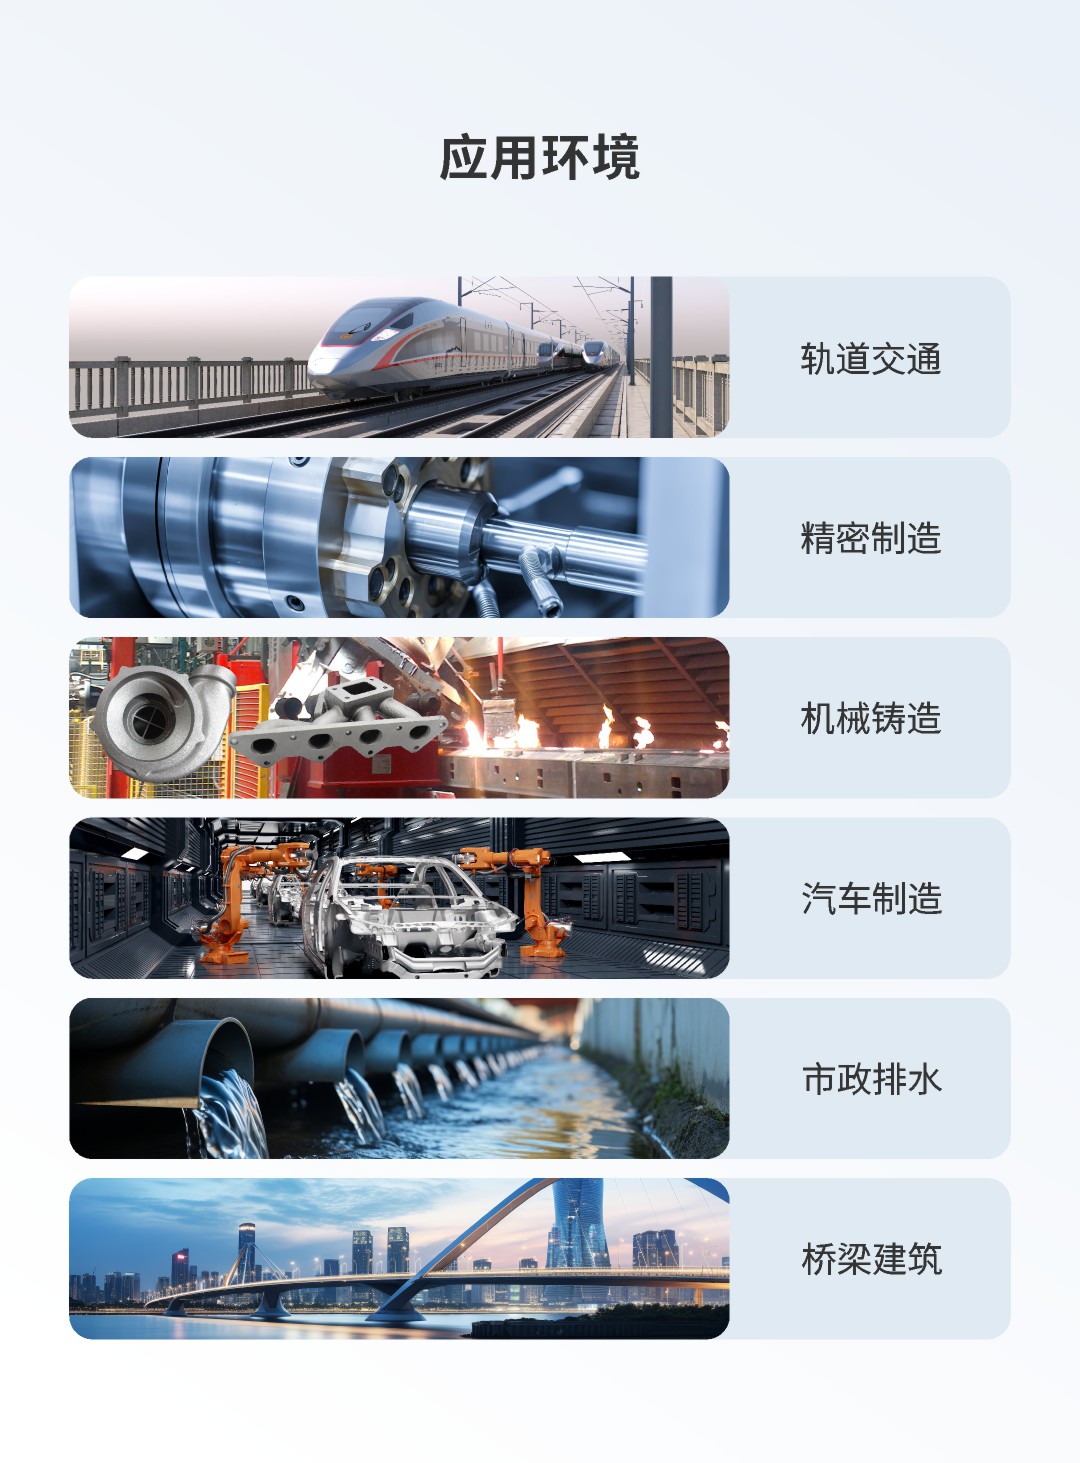 应用环境
轨道交通
精密制造
机械铸造
汽车制造
市政排水
桥梁建筑